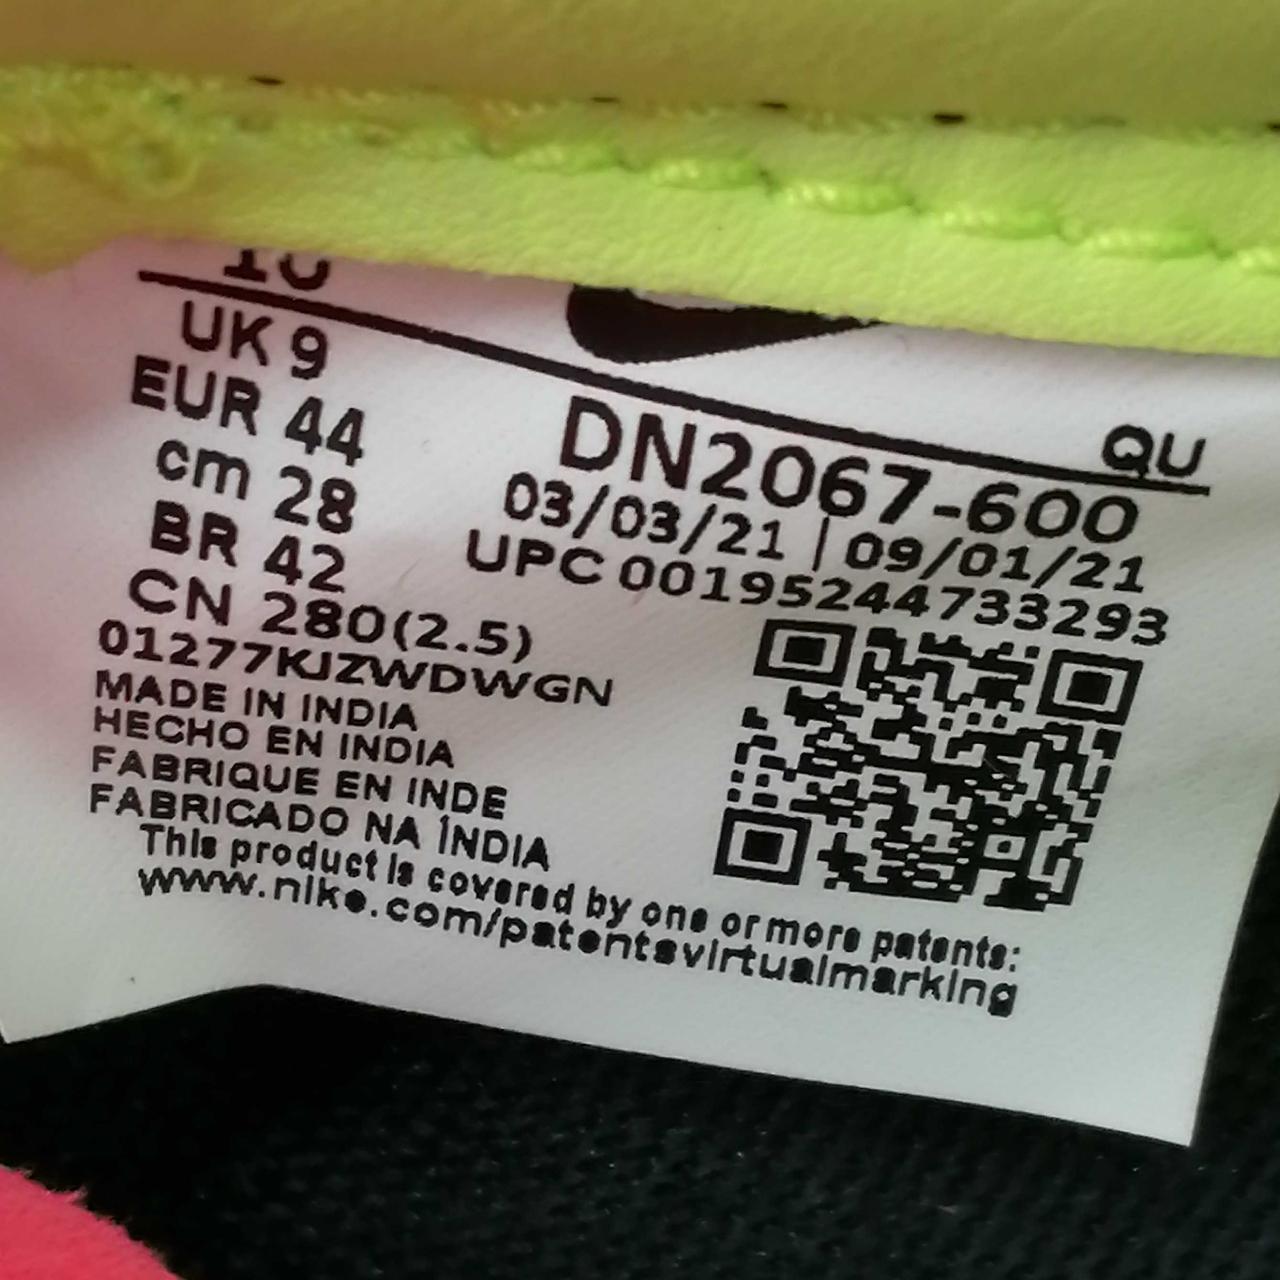 10
UK 9
EUR 44
cm 28
BR 42
CN 280(2.5)
QU
DN2067-600
03/03/21 | 09/01/21
UPC 00195244733293
01277KJZWDWGN
MADE IN INDIA
HECHO EN INDIA
FABRIQUE EN INDE
FABRICADO NA ÍNDIA
This product is covered by one or more patents:
www.nike.com/patentsvirtualmarking